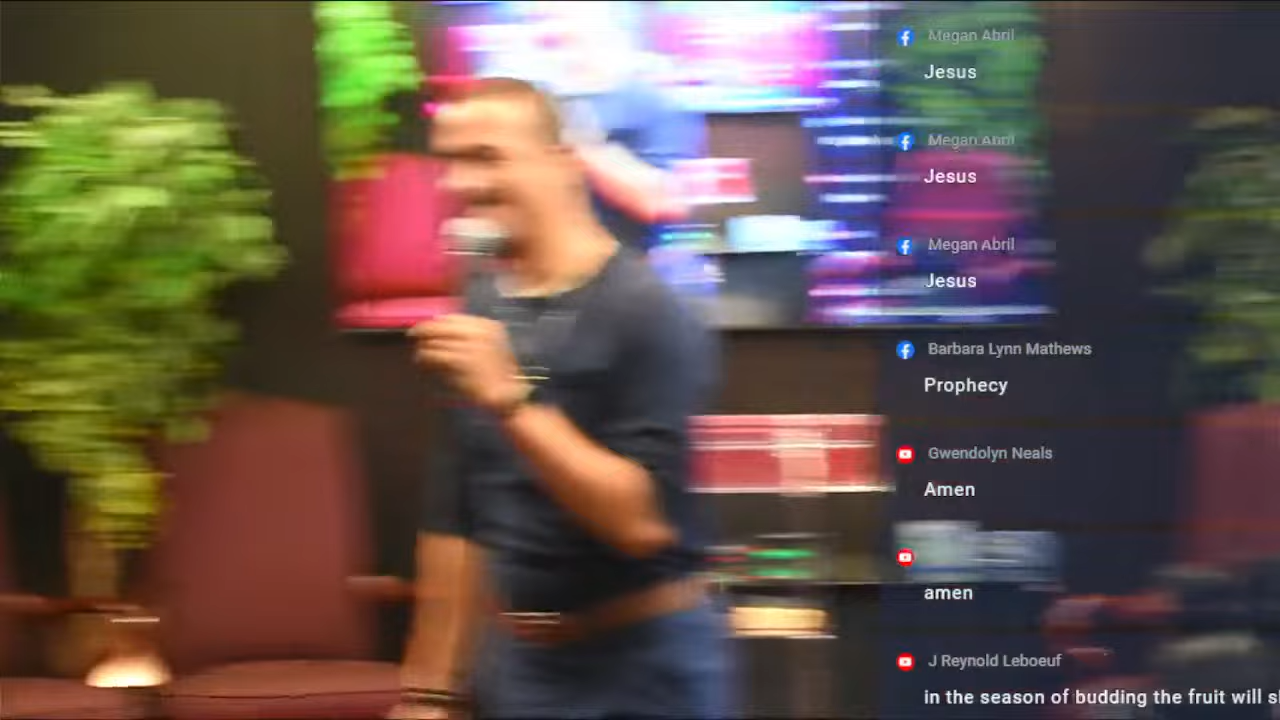 Megan Abril
Jesus
Megan Abril
Jesus
Megan Abril
Jesus
Barbara Lynn Mathews
Prophecy
Gwendolyn Neals
Amen
amen
J Reynold Leboeuf
in the season of budding the fruit will